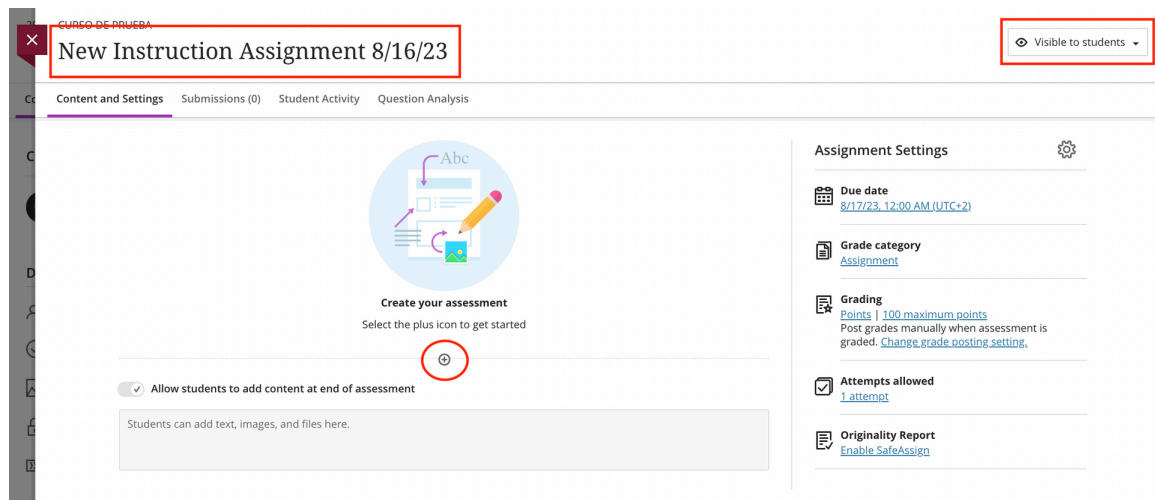 CURSO DE PRUEBA
New Instruction Assignment 8/16/23
Visible to students
Content and Settings Submissions (0) Student Activity Question Analysis
Abc
Create your assessment
Select the plus icon to get started
Allow students to add content at end of assessment
Students can add text, images, and files here.
Assignment Settings
Due date
8/17/23, 12:00 AM (UTC+2)
Grade category
Assignment
Grading
Points | 100 maximum points
Post grades manually when assessment is
graded. Change grade posting setting.
Attempts allowed
1 attempt
Originality Report
Enable SafeAssign